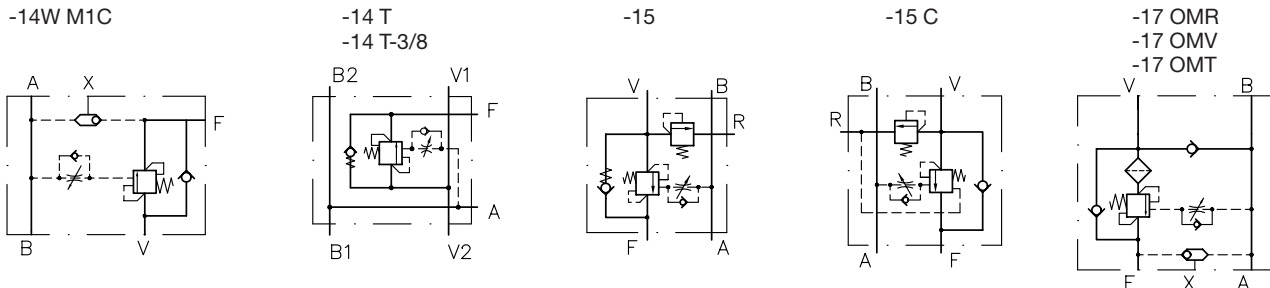 -14W M1C
-14 T
-14 T-3/8
-15
-15 C
-17 OMR
-17 OMV
-17 OMT
A X
F
B V
B2 V1
F
A
B1 V2
V B
R
F A
B V
R
A F
V B
F X A